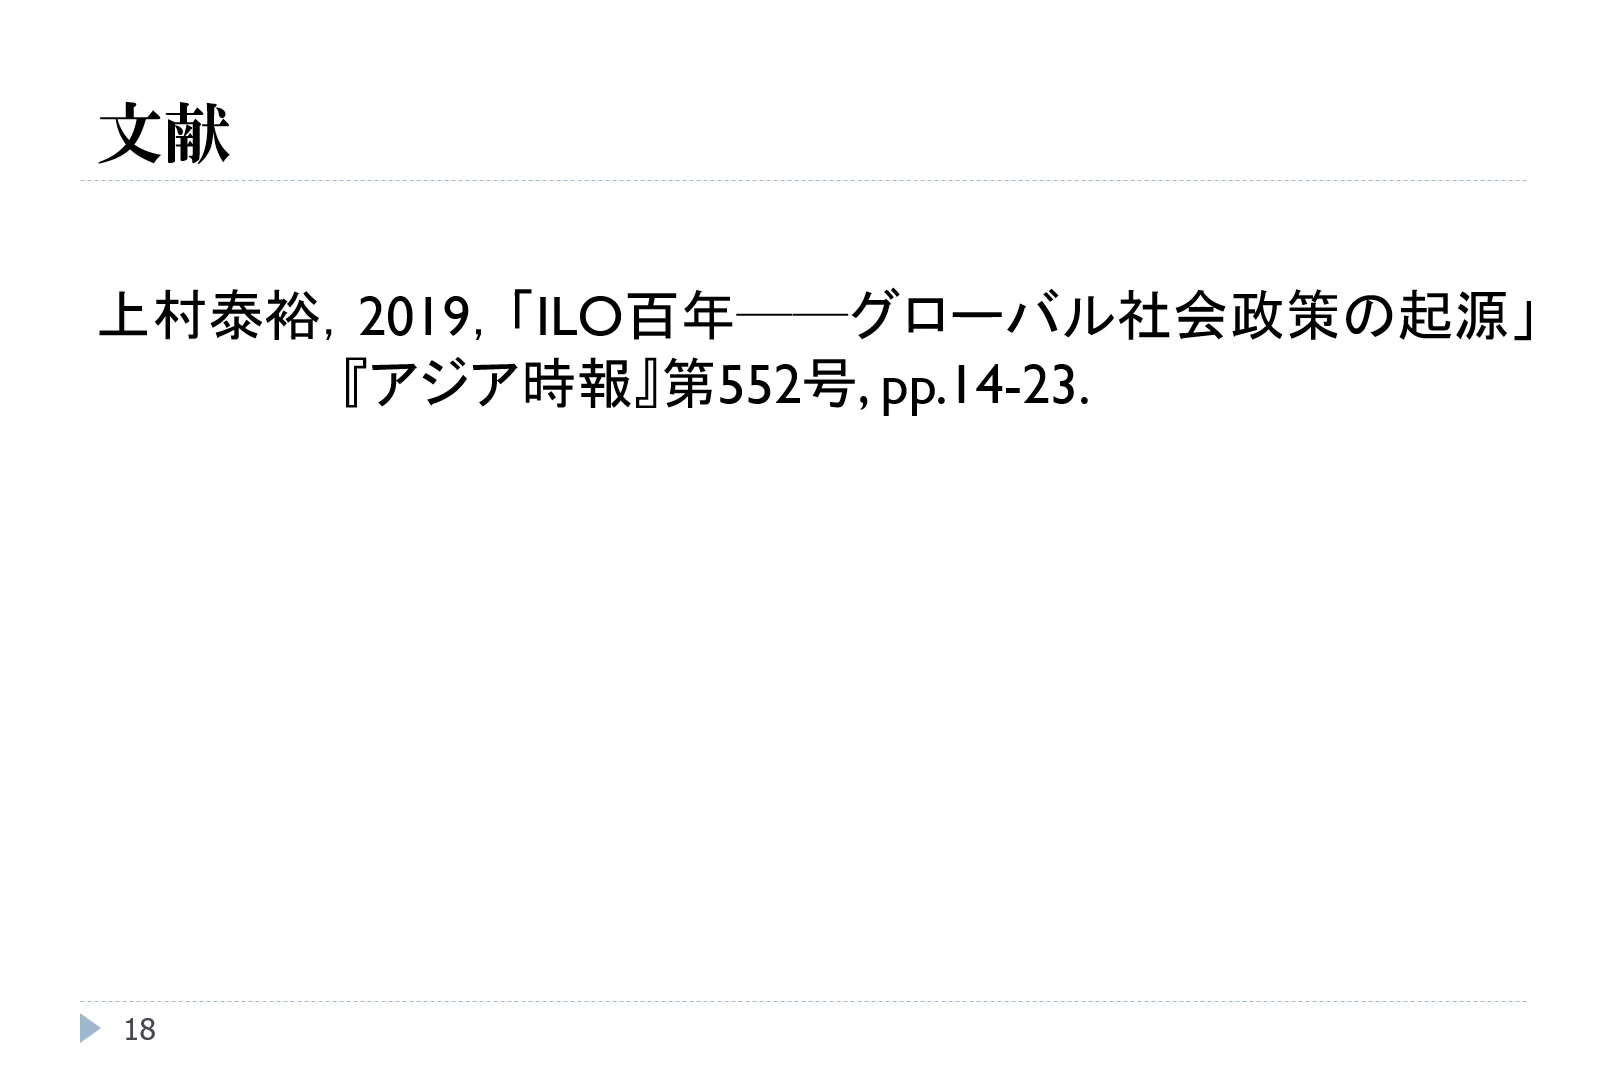 文献
上村泰裕, 2019, 「ILO百年――グローバル社会政策の起源」
『アジア時報』第552号, pp.14-23.
18